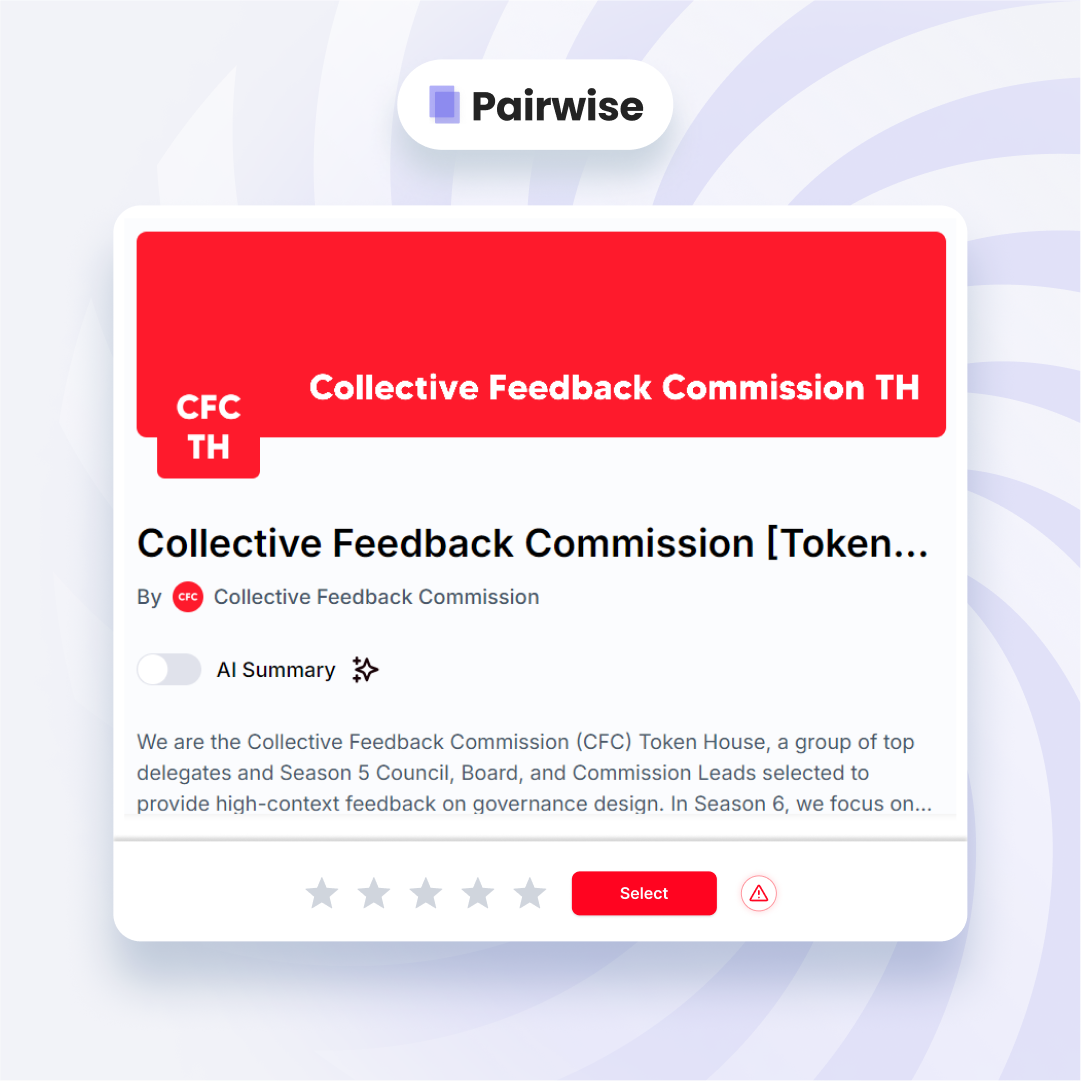 Pairwise
Collective Feedback Commission TH
CFC
TH
Collective Feedback Commission [Token...
By CFC Collective Feedback Commission
AI Summary
We are the Collective Feedback Commission (CFC) Token House, a group of top
delegates and Season 5 Council, Board, and Commission Leads selected to
provide high-context feedback on governance design. In Season 6, we focus on...
Select